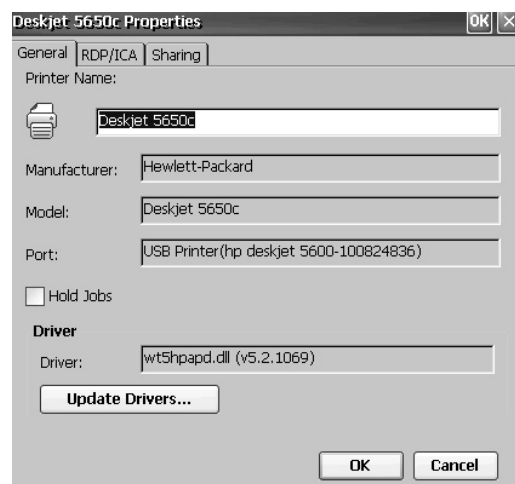 Deskjet 5650c Properties OK ×
General RDP/ICA Sharing
Printer Name:
Deskjet 5650c
Manufacturer: Hewlett-Packard
Model: Deskjet 5650c
Port: USB Printer(hp deskjet 5600-100824836)
Hold Jobs
Driver
Driver: wt5hpapd.dll (v5.2.1069)
Update Drivers...
OK Cancel